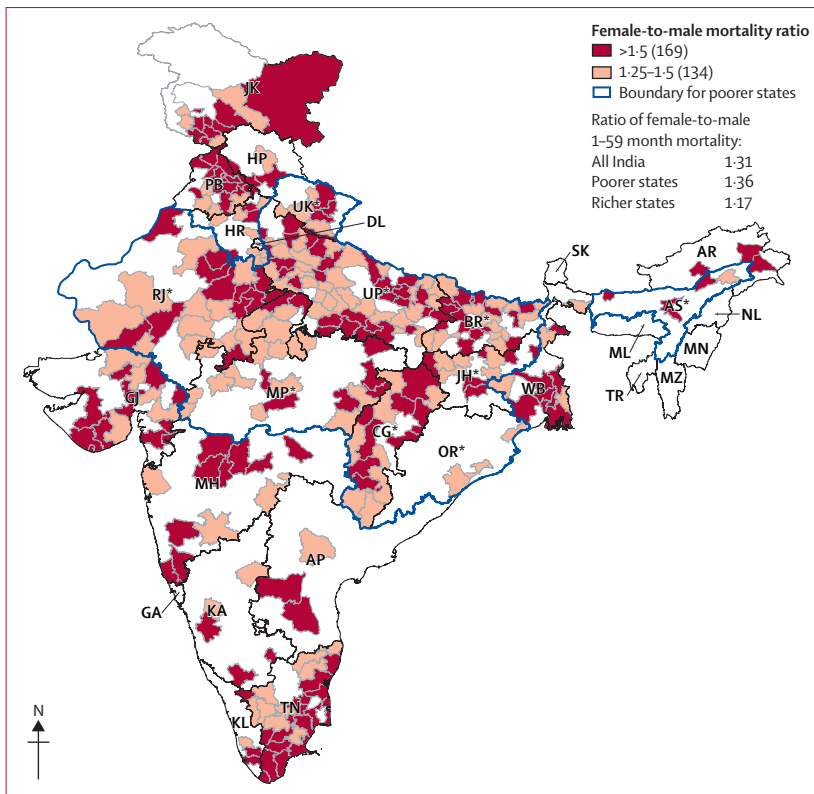 Female-to-male mortality ratio
>1·5 (169)
1·25–1·5 (134)
Boundary for poorer states
Ratio of female-to-male
1–59 month mortality:
All India 1·31
Poorer states 1·36
Richer states 1·17
JK
HP
PB
UK*
HR
DL
SK
AR
RJ*
UP*
BR*
AS*
NL
ML
MN
JH*
TR
MZ
GJ
MP*
WB
CG*
OR*
MH
AP
GA
KA
N
KL
TN